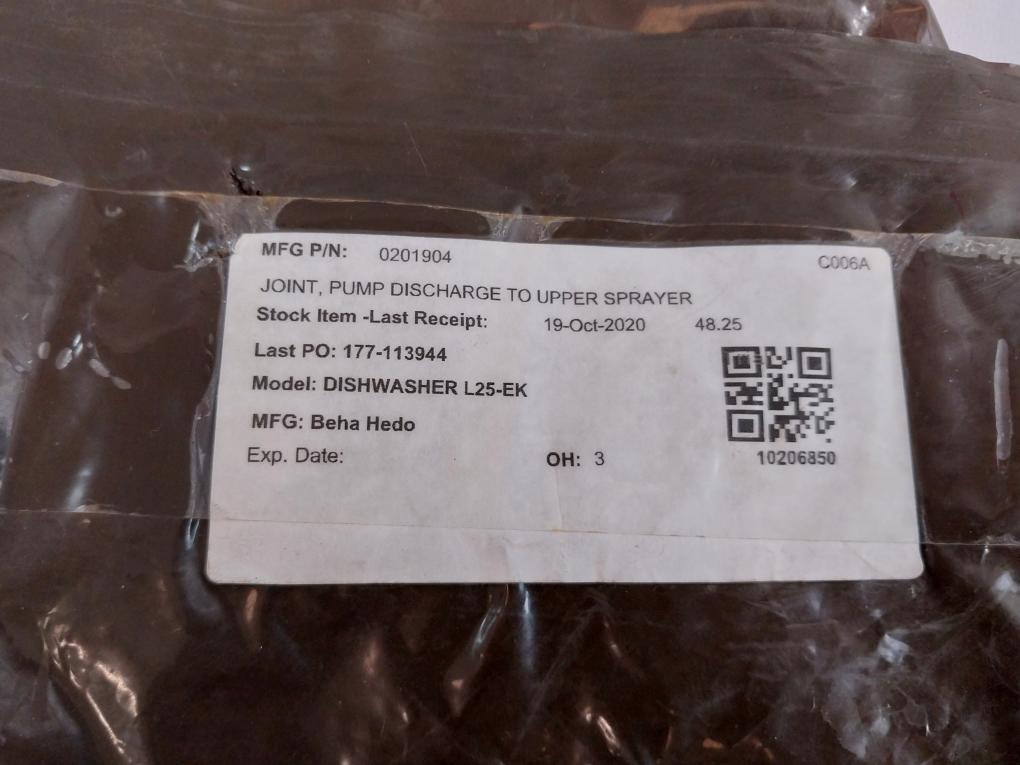 MFG P/N: 0201904 C006A
JOINT, PUMP DISCHARGE TO UPPER SPRAYER
Stock Item -Last Receipt: 19-Oct-2020 48.25
Last PO: 177-113944
Model: DISHWASHER L25-EK
MFG: Beha Hedo
Exp. Date: OH: 3
10206850